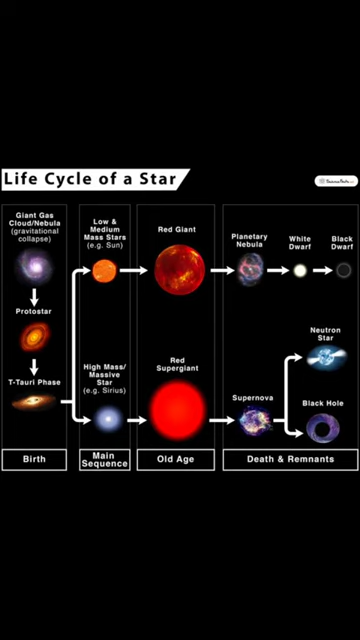 Life Cycle of a Star
Giant Gas
Cloud/Nebula
(gravitational
collapse)
Protostar
T-Tauri Phase
Birth
Low &
Medium
Mass Stars
(e.g. Sun)
High Mass/
Massive
Star
(e.g. Sirius)
Main
Sequence
Red Giant
Red
Supergiant
Old Age
Planetary
Nebula
White
Dwarf
Black
Dwarf
Supernova
Neutron
Star
Black Hole
Death & Remnants